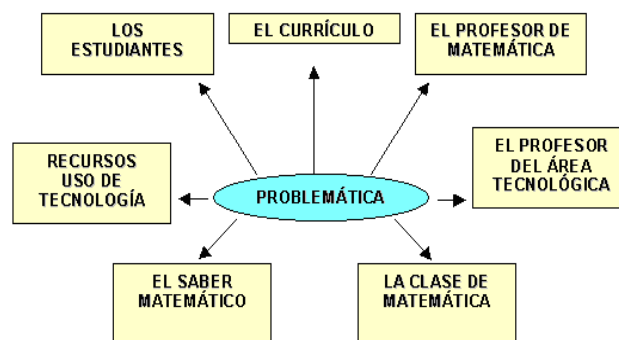 LOS
ESTUDIANTES
EL CURRÍCULO
EL PROFESOR DE
MATEMÁTICA
RECURSOS
USO DE
TECNOLOGÍA
PROBLEMÁTICA
EL PROFESOR
DEL ÁREA
TECNOLÓGICA
EL SABER
MATEMÁTICO
LA CLASE DE
MATEMÁTICA